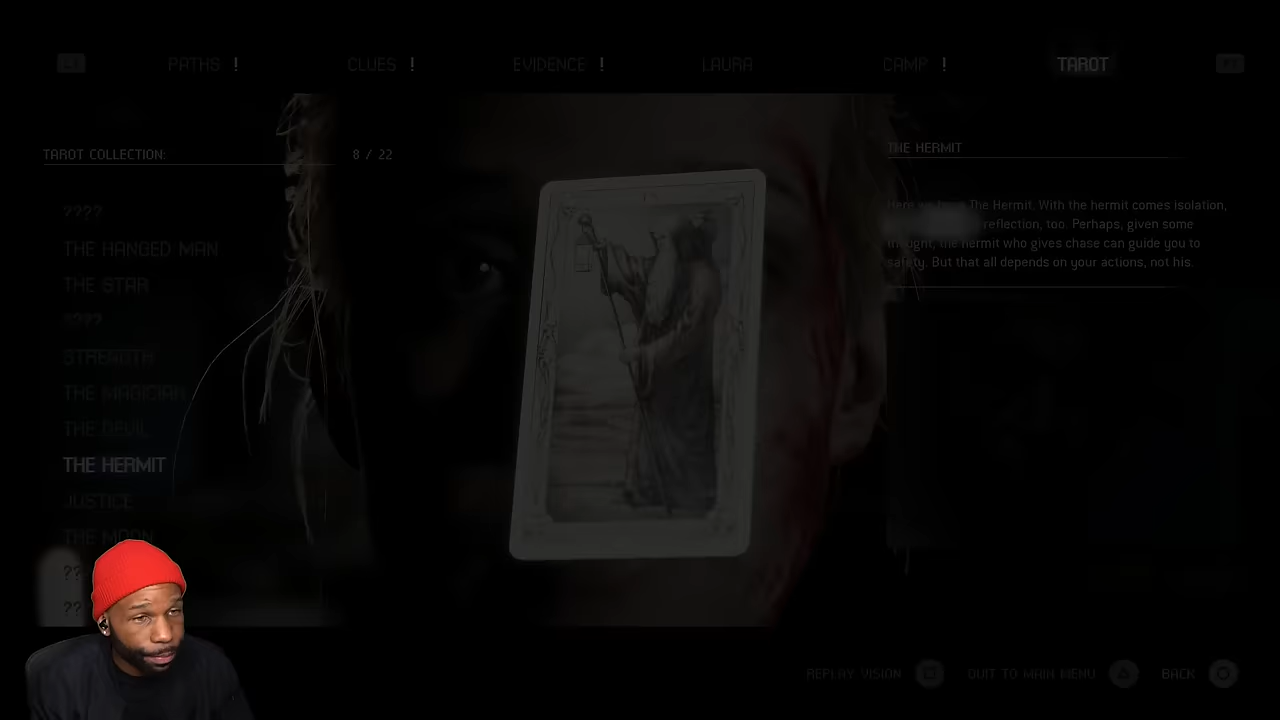 PATHS !
CLUES !
EVIDENCE !
LAURA
CAMP !
TAROT
TAROT COLLECTION:
8 / 22
????
THE HANGED MAN
THE STAR
????
STRENGTH
THE MAGICIAN
THE DEVIL
THE HERMIT
JUSTICE
THE MOON
??
??
THE HERMIT
Here we have The Hermit. With the hermit comes isolation,
reflection, too. Perhaps, given some
thought, the hermit who gives chase can guide you to
safety. But that all depends on your actions, not his.
REPLAY VISION
QUIT TO MAIN MENU
BACK